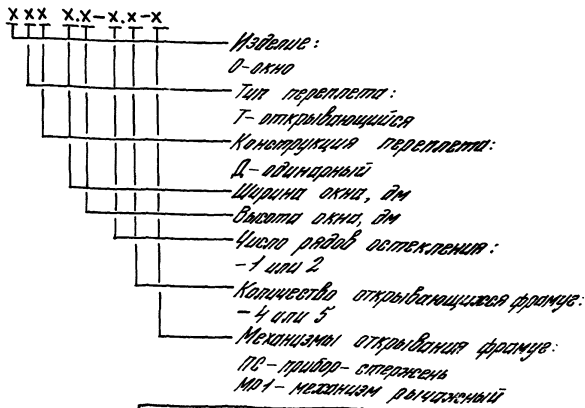 х х х х.х-х.х-х
Изделие:
О-окно
Тип переплета:
Т-открывающийся
Конструкция переплета:
Д-одинарный
Ширина окна, дм
Высота окна, дм
Число рядов остекления:
-1 или 2
Количество открывающихся фрамуг:
-4 или 5
Механизмы открывания фрамуг:
ПС-прибор-стержень
МР1-механизм рычажный